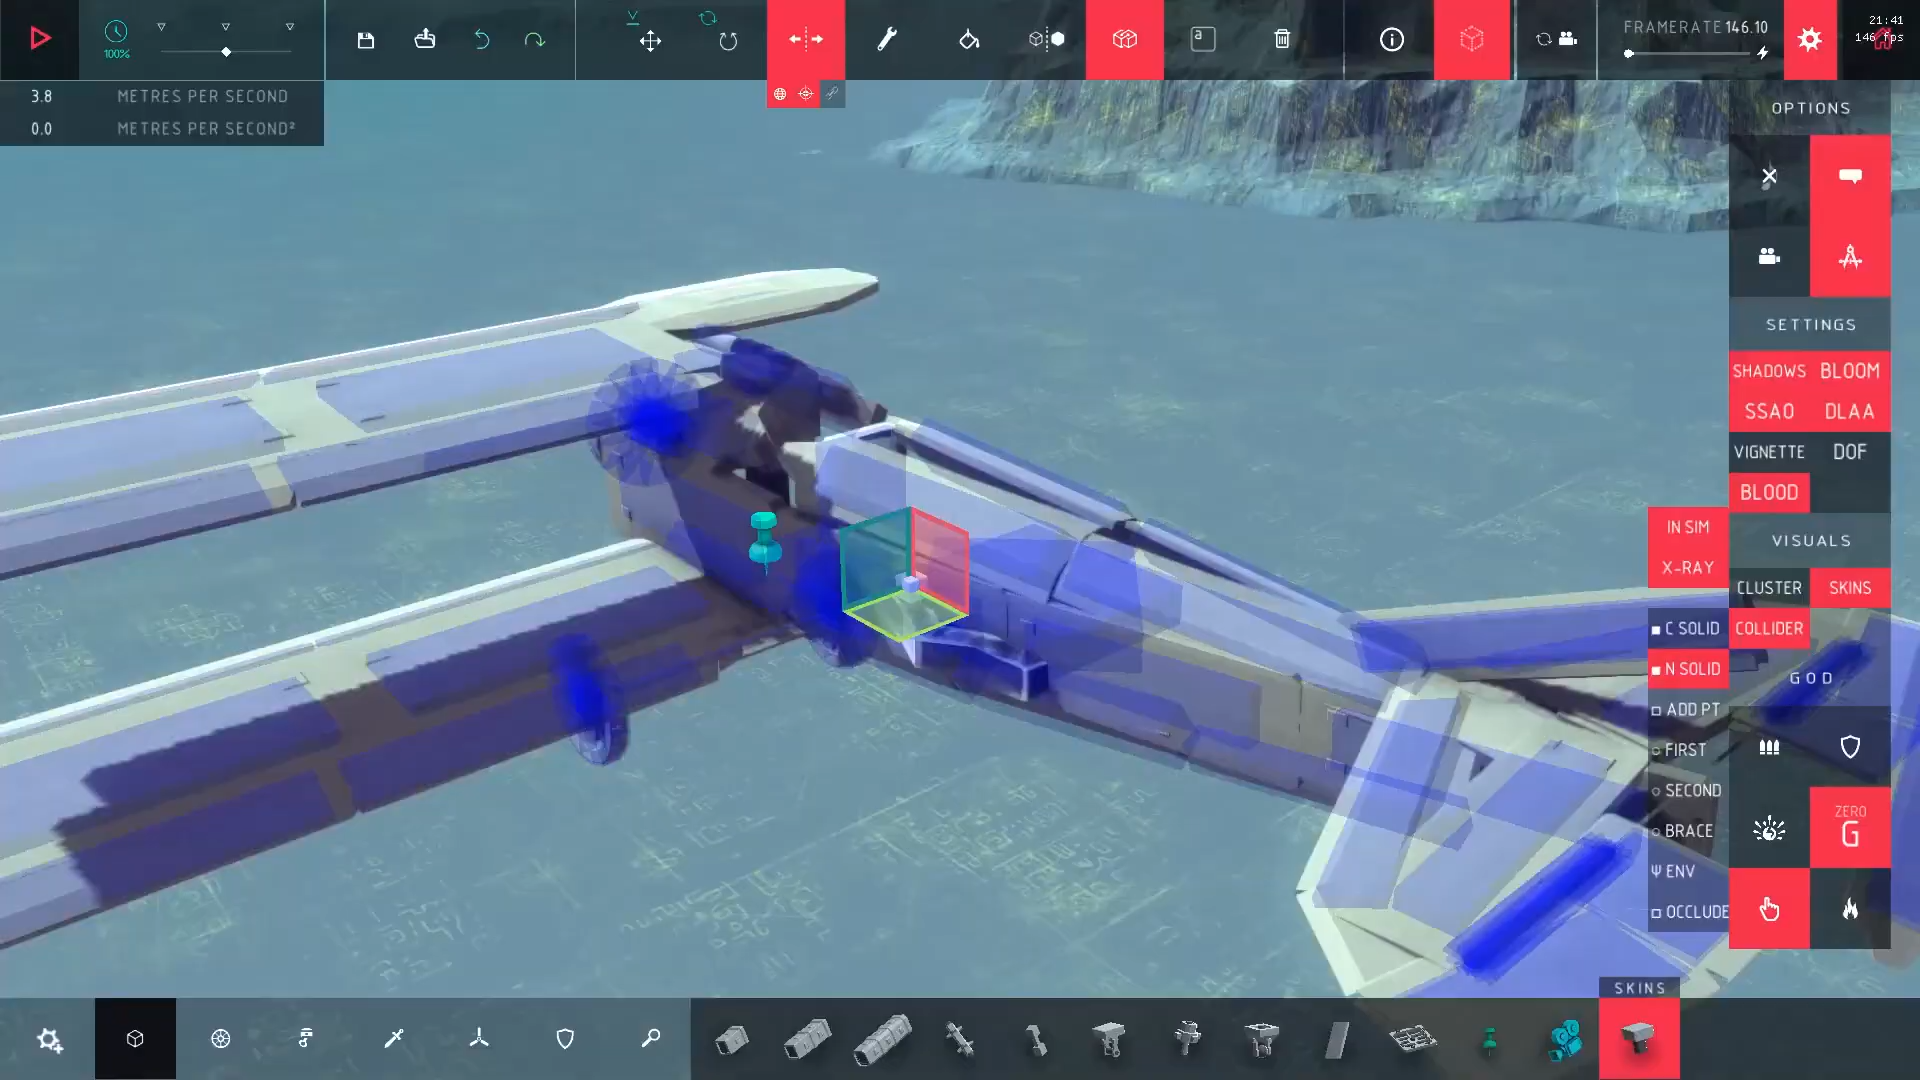 100%
a
FRAMERATE 146.10
21:41
146 fps
3.8 METRES PER SECOND
0.0 METRES PER SECOND²
OPTIONS
SETTINGS
SHADOWS BLOOM
SSAO DLAA
VIGNETTE DOF
BLOOD
IN SIM
VISUALS
X-RAY
CLUSTER SKINS
C SOLID COLLIDER
N SOLID
GOD
ADD PT
FIRST
SECOND
ZERO
G
BRACE
ENV
OCCLUDE
SKINS